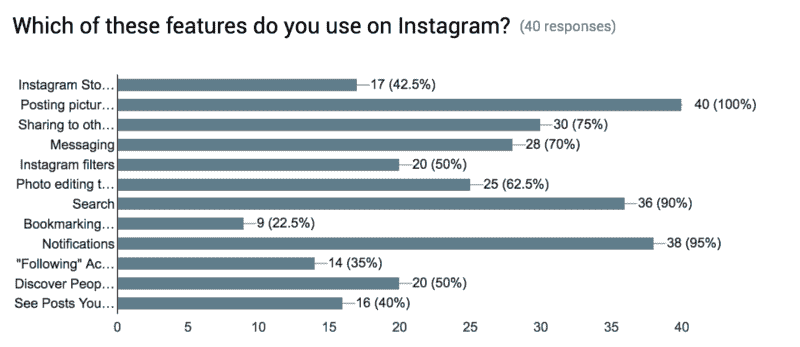 Which of these features do you use on Instagram? (40 responses)
Instagram Sto... 17 (42.5%)
Posting pictur... 40 (100%)
Sharing to oth... 30 (75%)
Messaging 28 (70%)
Instagram filters 20 (50%)
Photo editing t... 25 (62.5%)
Search 36 (90%)
Bookmarking... 9 (22.5%)
Notifications 38 (95%)
"Following" Ac... 14 (35%)
Discover Peop... 20 (50%)
See Posts You... 16 (40%)
0 5 10 15 20 25 30 35 40